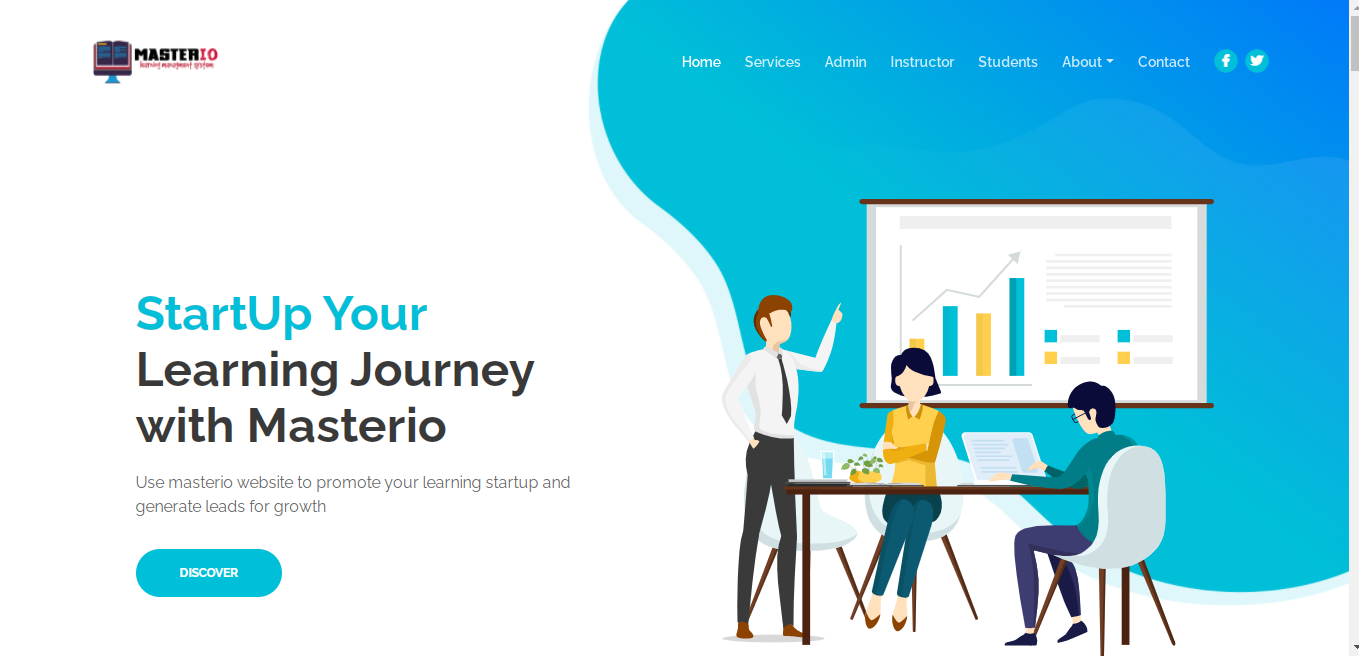 MASTERIO
learning managment system
Home Services Admin Instructor Students About Contact
StartUp Your
Learning Journey
with Masterio
Use masterio website to promote your learning startup and
generate leads for growth
DISCOVER